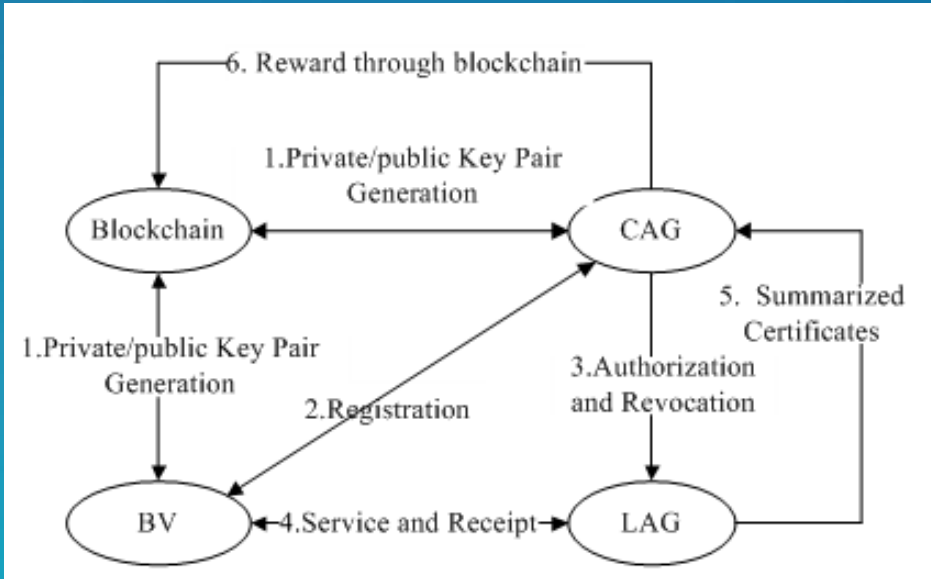 6. Reward through blockchain
1.Private/public Key Pair
Generation
Blockchain
CAG
5. Summarized
Certificates
1.Private/public Key Pair
Generation
3.Authorization
and Revocation
2.Registration
BV
4.Service and Receipt
LAG